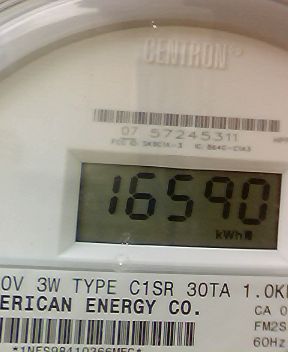 CENTRON®
07 57245311
16590
kWh
0V 3W TYPE C1SR 30TA 1.0K
ERICAN ENERGY CO.
CA 0
FM2S
60Hz